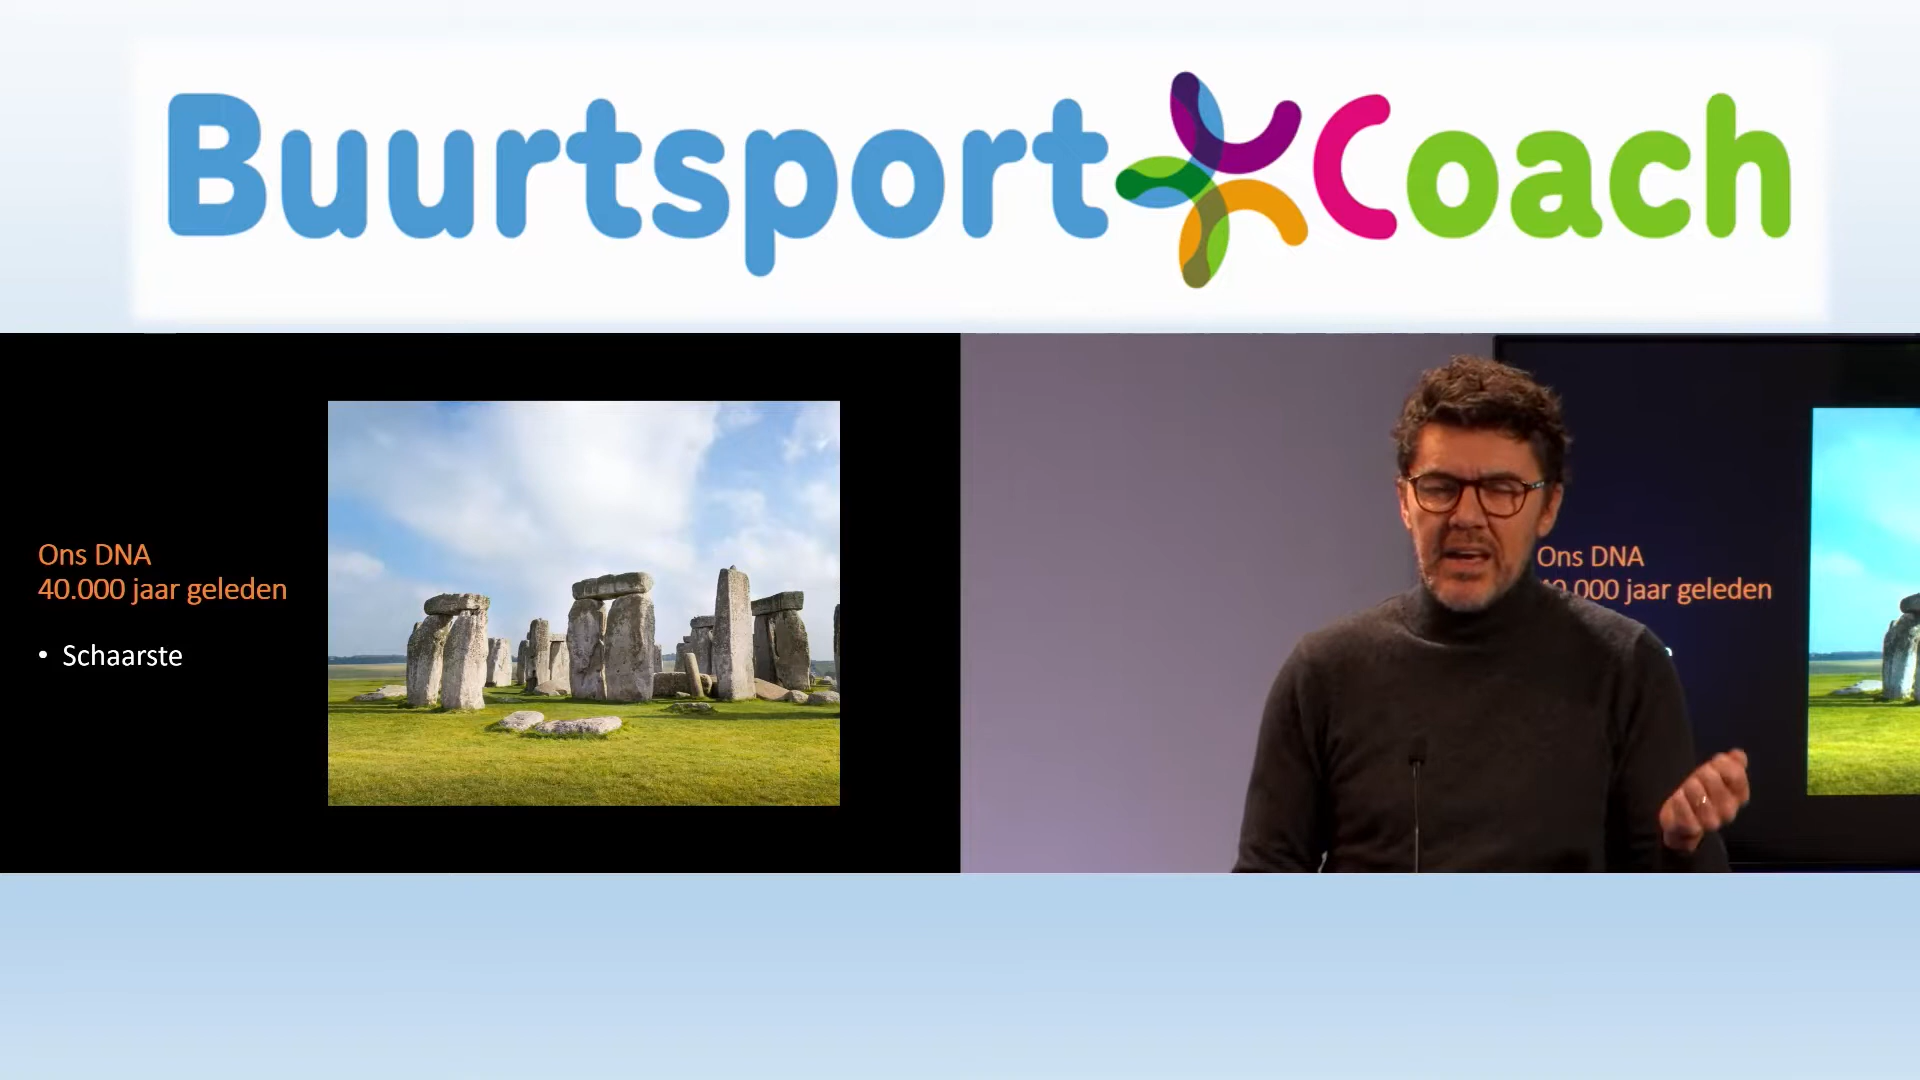 Buurtsport Coach
Ons DNA
40.000 jaar geleden
• Schaarste
Ons DNA
000 jaar geleden